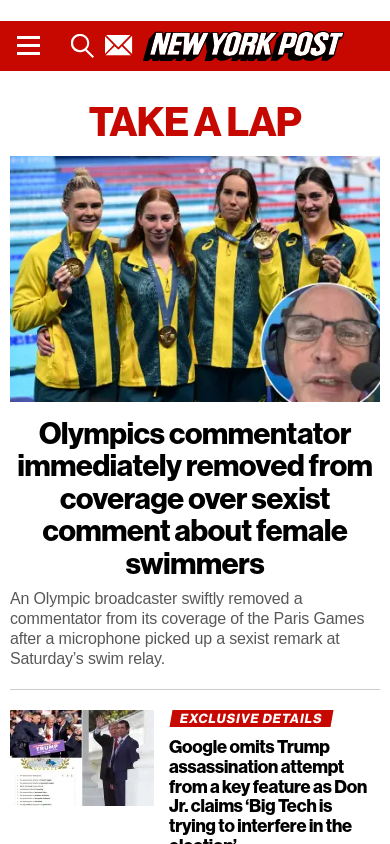 NEW YORK POST
TAKE A LAP
Olympics commentator
immediately removed from
coverage over sexist
comment about female
swimmers
An Olympic broadcaster swiftly removed a
commentator from its coverage of the Paris Games
after a microphone picked up a sexist remark at
Saturday’s swim relay.
TRUMP
EXCLUSIVE DETAILS
Google omits Trump
assassination attempt
from a key feature as Don
Jr. claims ‘Big Tech is
trying to interfere in the
election’